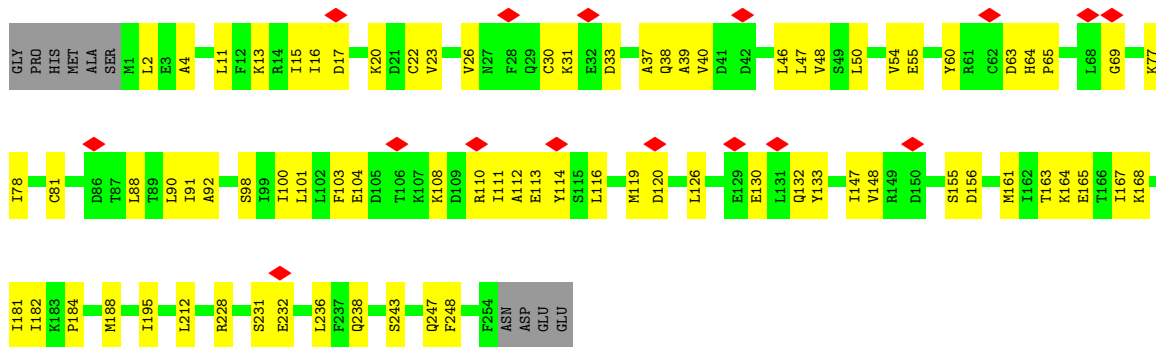 GLY PRO HIS MET ALA SER M1 L2 E3 A4 L11 F12 K13 R14 I15 I16 D17 K20 D21 C22 V23 V26 N27 F28 Q29 C30 K31 E32 D33 A37 Q38 A39 V40 D41 D42 L46 L47 V48 S49 L50 V54 E55 Y60 R61 C62 D63 H64 P65 L68 G69 K77
I78 C81 D86 T87 L88 T89 L90 I91 A92 S98 I99 I100 L101 L102 F103 E104 D105 T106 K107 K108 D109 R110 I111 A112 E113 Y114 S115 L116 M119 D120 L126 E129 E130 L131 Q132 Y133 I147 V148 R149 D150 S155 D156 M161 I162 T163 K164 E165 T166 I167 K168
I181 I182 K183 P184 M188 I195 L212 R228 S231 E232 L236 F237 Q238 S243 Q247 F248 F254 ASN ASP GLU GLU